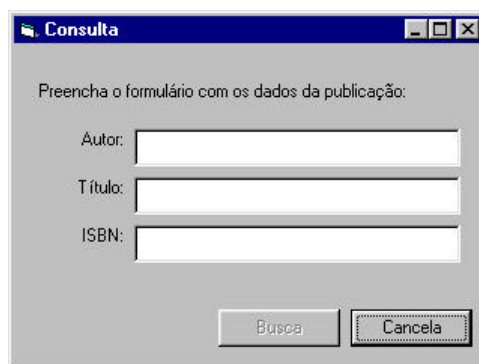 Consulta
Preencha o formulário com os dados da publicação:
Autor:
Título:
ISBN:
Busca Cancela